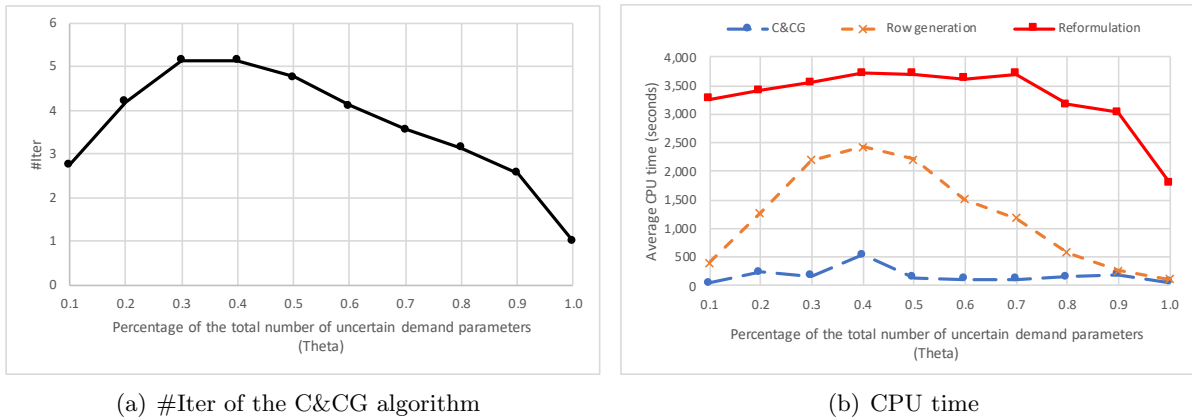 6
5
4
3
2
1
0
#Iter
0.1 0.2 0.3 0.4 0.5 0.6 0.7 0.8 0.9 1.0
Percentage of the total number of uncertain demand parameters
(Theta)
(a) #Iter of the C&CG algorithm
C&CG Row generation Reformulation
4,000
3,500
3,000
2,500
2,000
1,500
1,000
500
0
Average CPU time (seconds)
0.1 0.2 0.3 0.4 0.5 0.6 0.7 0.8 0.9 1.0
Percentage of the total number of uncertain demand parameters
(Theta)
(b) CPU time